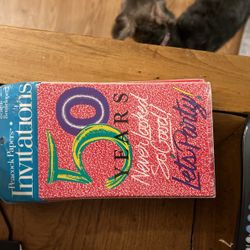 Peacock Papers
Invitations
50
YEARS
Never Looked
So Good!
Let's Party!